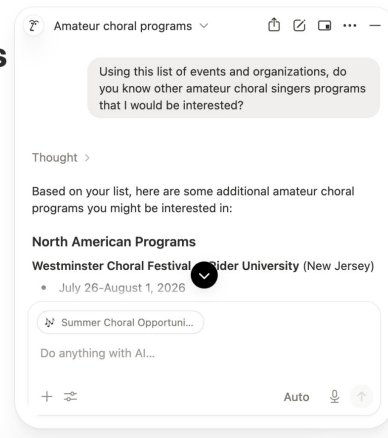 s
Amateur choral programs
Using this list of events and organizations, do
you know other amateur choral singers programs
that I would be interested?
Thought >
Based on your list, here are some additional amateur choral
programs you might be interested in:
North American Programs
Westminster Choral Festival Rider University (New Jersey)
• July 26-August 1, 2026
Summer Choral Opportuni...
Do anything with AI...
Auto